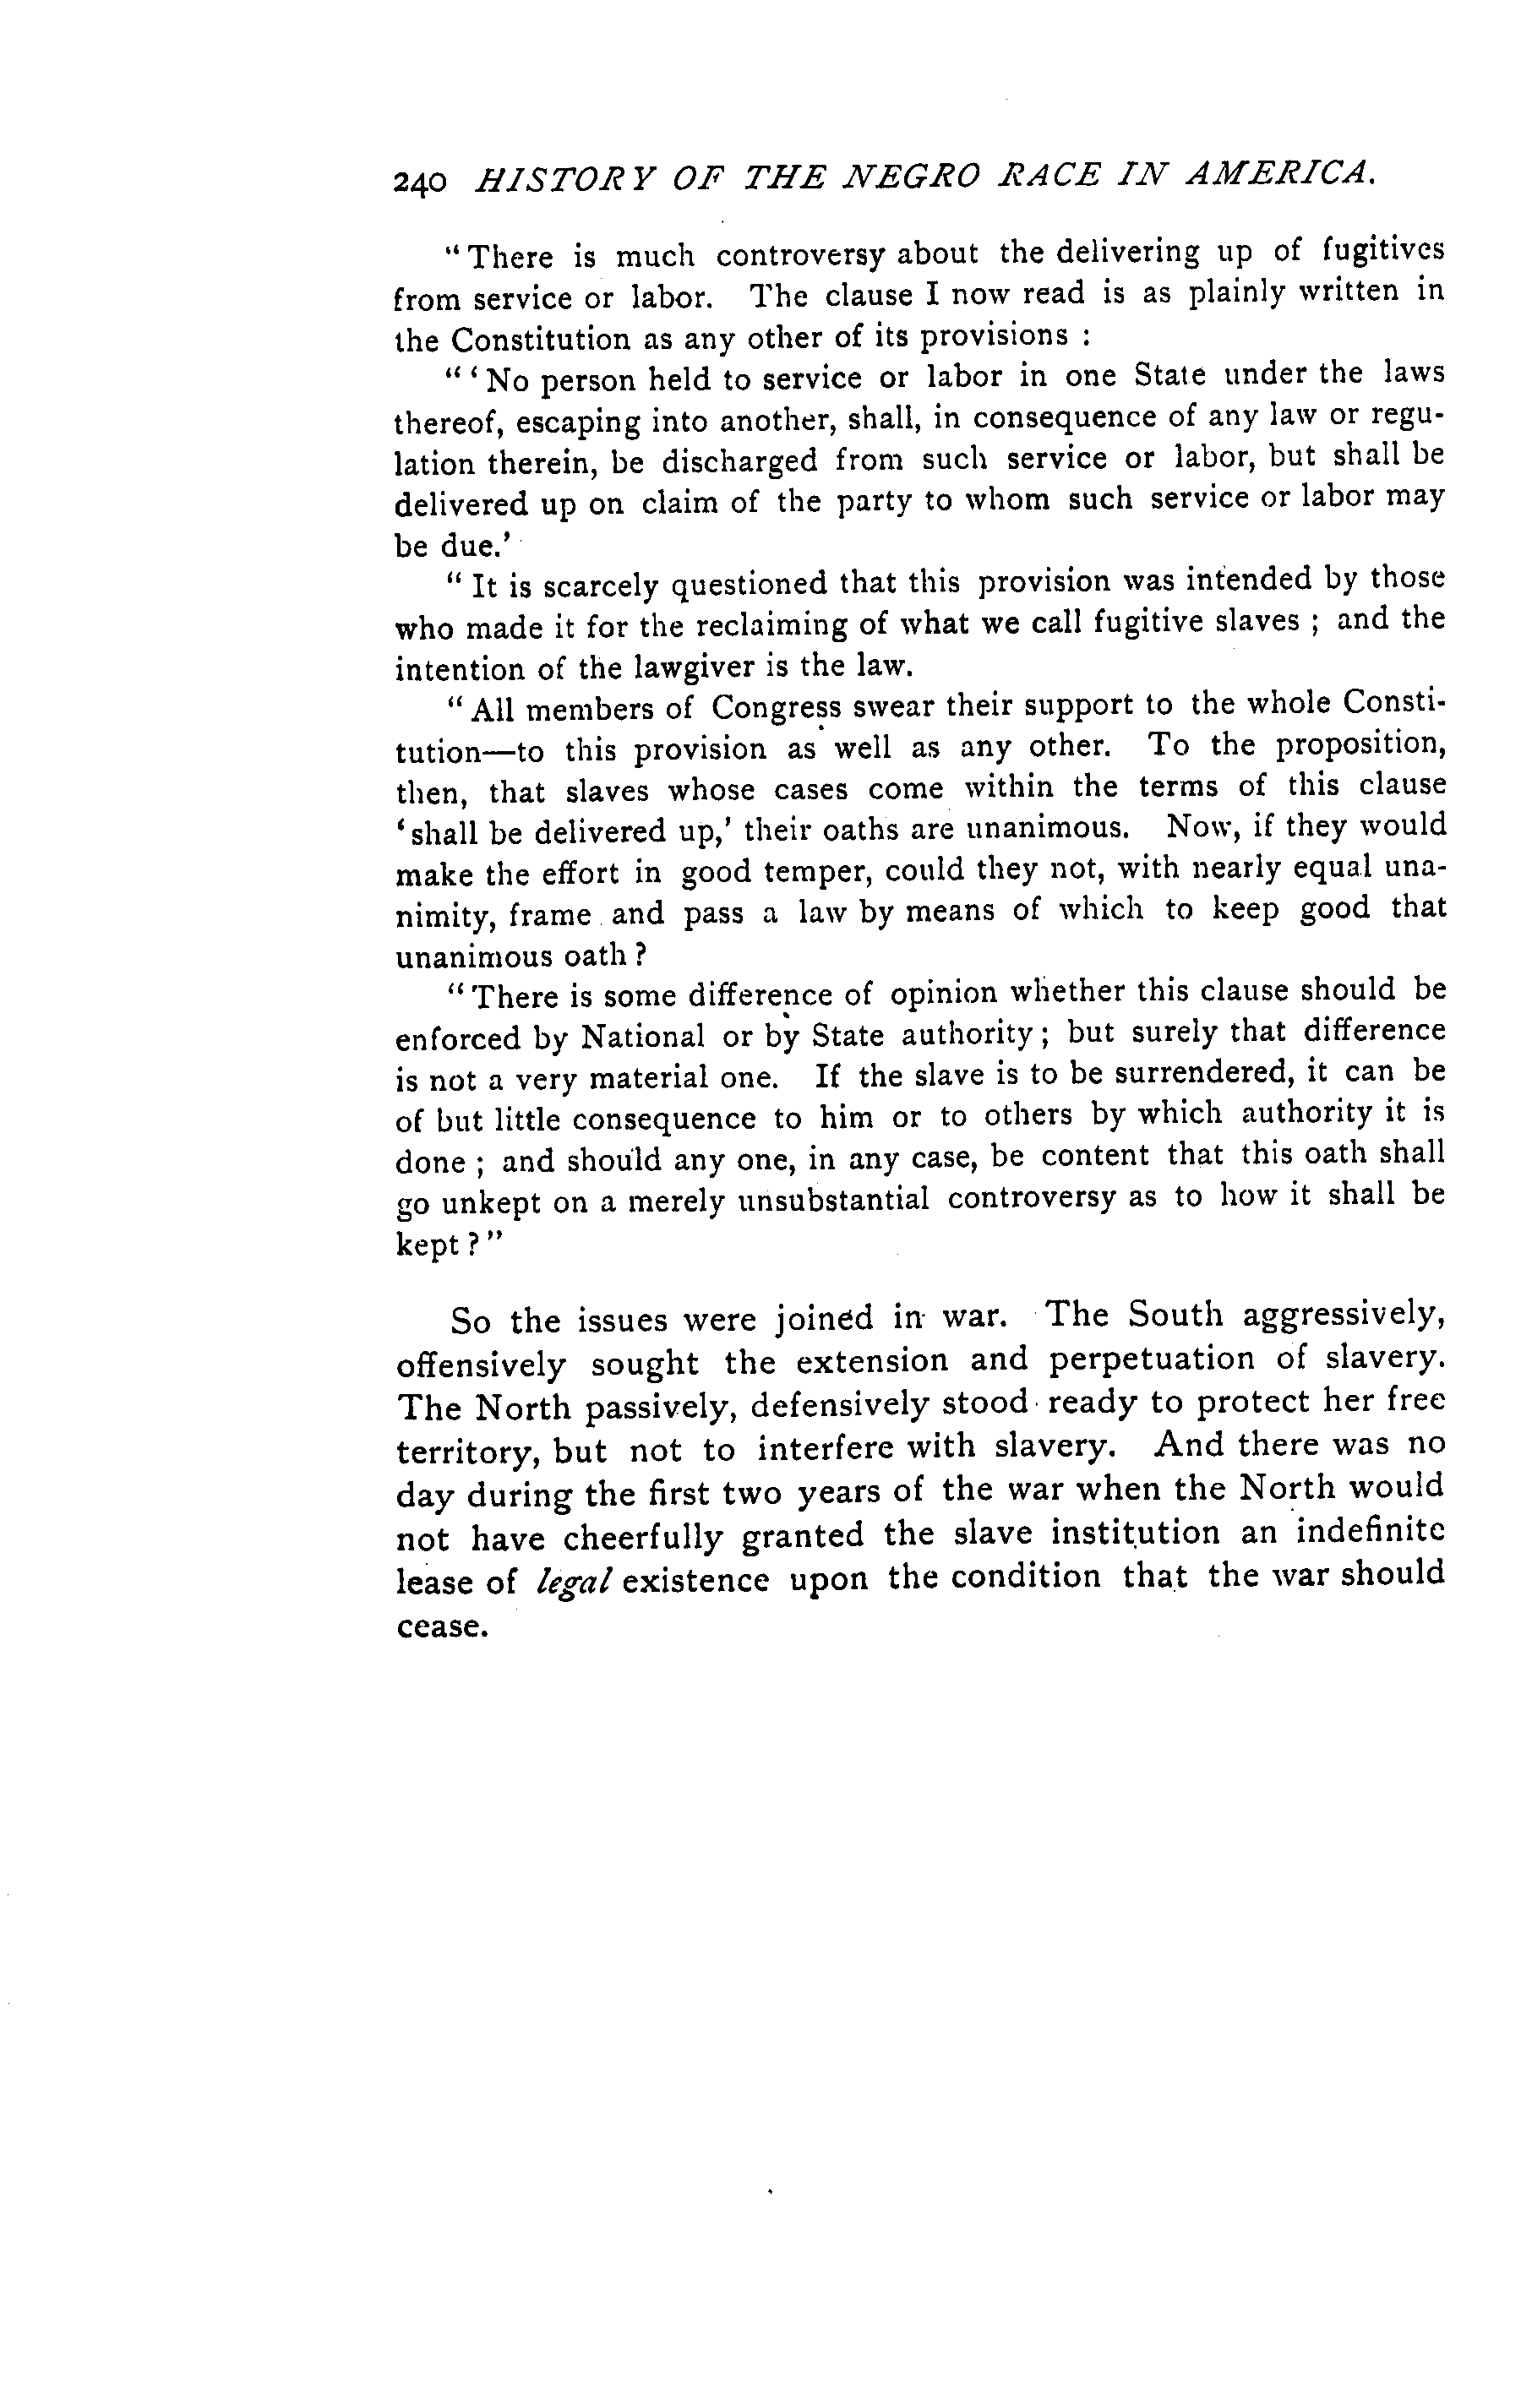 240 HISTORY OF THE NEGRO RACE IN AMERICA.
"There is much controversy about the delivering up of fugitives
from service or labor. The clause I now read is as plainly written in
the Constitution as any other of its provisions :
"'No person held to service or labor in one State under the laws
thereof, escaping into another, shall, in consequence of any law or regu-
lation therein, be discharged from such service or labor, but shall be
delivered up on claim of the party to whom such service or labor may
be due.'
"It is scarcely questioned that this provision was intended by those
who made it for the reclaiming of what we call fugitive slaves ; and the
intention of the lawgiver is the law.
"All members of Congress swear their support to the whole Consti-
tution—to this provision as well as any other. To the proposition,
then, that slaves whose cases come within the terms of this clause
'shall be delivered up,' their oaths are unanimous. Now, if they would
make the effort in good temper, could they not, with nearly equal una-
nimity, frame and pass a law by means of which to keep good that
unanimous oath ?
"There is some difference of opinion whether this clause should be
enforced by National or by State authority ; but surely that difference
is not a very material one. If the slave is to be surrendered, it can be
of but little consequence to him or to others by which authority it is
done ; and should any one, in any case, be content that this oath shall
go unkept on a merely unsubstantial controversy as to how it shall be
kept ?"
So the issues were joined in war. The South aggressively,
offensively sought the extension and perpetuation of slavery.
The North passively, defensively stood ready to protect her free
territory, but not to interfere with slavery. And there was no
day during the first two years of the war when the North would
not have cheerfully granted the slave institution an indefinite
lease of legal existence upon the condition that the war should
cease.